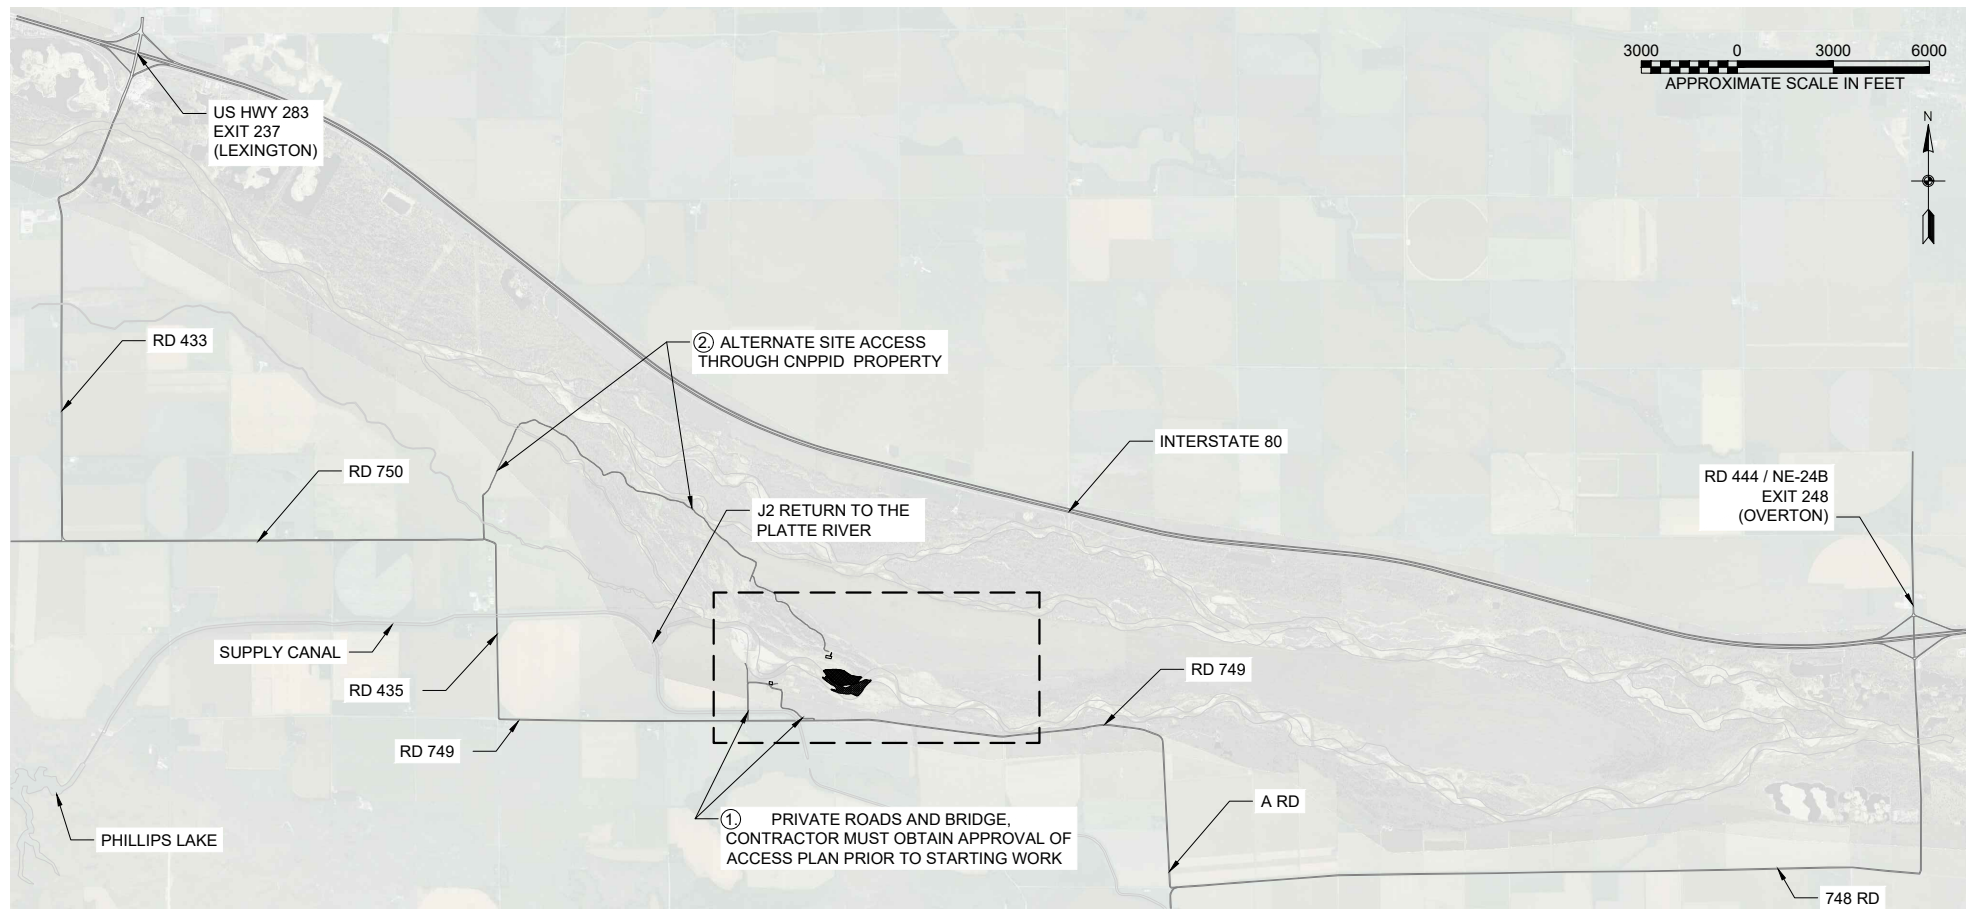 3000 0 3000 6000
APPROXIMATE SCALE IN FEET
N
US HWY 283
EXIT 237
(LEXINGTON)
RD 433
2. ALTERNATE SITE ACCESS
THROUGH CNPPID PROPERTY
INTERSTATE 80
RD 750
RD 444 / NE-24B
EXIT 248
(OVERTON)
J2 RETURN TO THE
PLATTE RIVER
SUPPLY CANAL
RD 435
RD 749
RD 749
A RD
1. PRIVATE ROADS AND BRIDGE,
CONTRACTOR MUST OBTAIN APPROVAL OF
ACCESS PLAN PRIOR TO STARTING WORK
PHILLIPS LAKE
748 RD